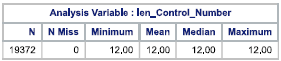 Analysis Variable : len_Control_Number
N N Miss Minimum Mean Median Maximum
19372 0 12,00 12,00 12,00 12,00